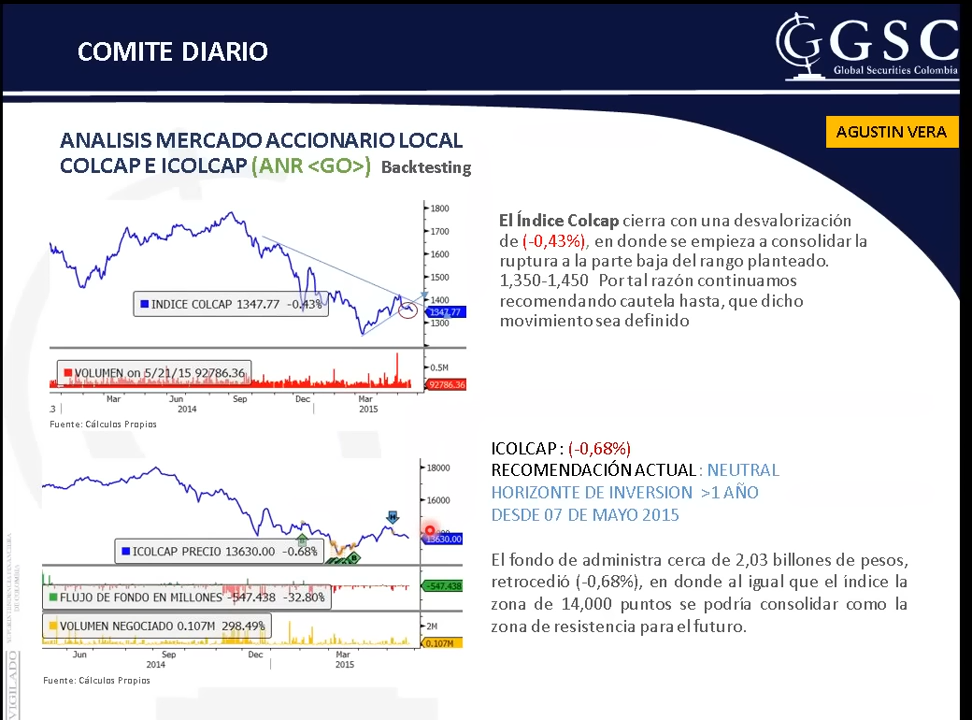 COMITE DIARIO
GGSC
Global Securities Colombia
AGUSTIN VERA
ANALISIS MERCADO ACCIONARIO LOCAL
COLCAP E ICOLCAP (ANR <GO>) Backtesting
1800
1700
1600
1500
1400
1347.77
1300
INDICE COLCAP 1347.77 -0.43%
0.5M
92786.36
VOLUMEN on 5/21/15 92786.36
Mar Jun Sep Dec Mar
.3 2014 2015
Fuente: Cálculos Propios
El Índice Colcap cierra con una desvalorización
de (-0,43%), en donde se empieza a consolidar la
ruptura a la parte baja del rango planteado.
1,350-1,450 Por tal razón continuamos
recomendando cautela hasta, que dicho
movimiento sea definido
18000
16000
13630.00
ICOLCAP PRECIO 13630.00 -0.68%
-547.438
FLUJO DE FONDO EN MILLONES -547.438 -32.80%
2M
0.107M
VOLUMEN NEGOCIADO 0.107M 298.49%
Jun Sep Dec Mar
2014 2015
Fuente: Cálculos Propios
ICOLCAP : (-0,68%)
RECOMENDACIÓN ACTUAL : NEUTRAL
HORIZONTE DE INVERSION >1 AÑO
DESDE 07 DE MAYO 2015
El fondo de administra cerca de 2,03 billones de pesos,
retrocedió (-0,68%), en donde al igual que el índice la
zona de 14,000 puntos se podría consolidar como la
zona de resistencia para el futuro.
VIGILADO